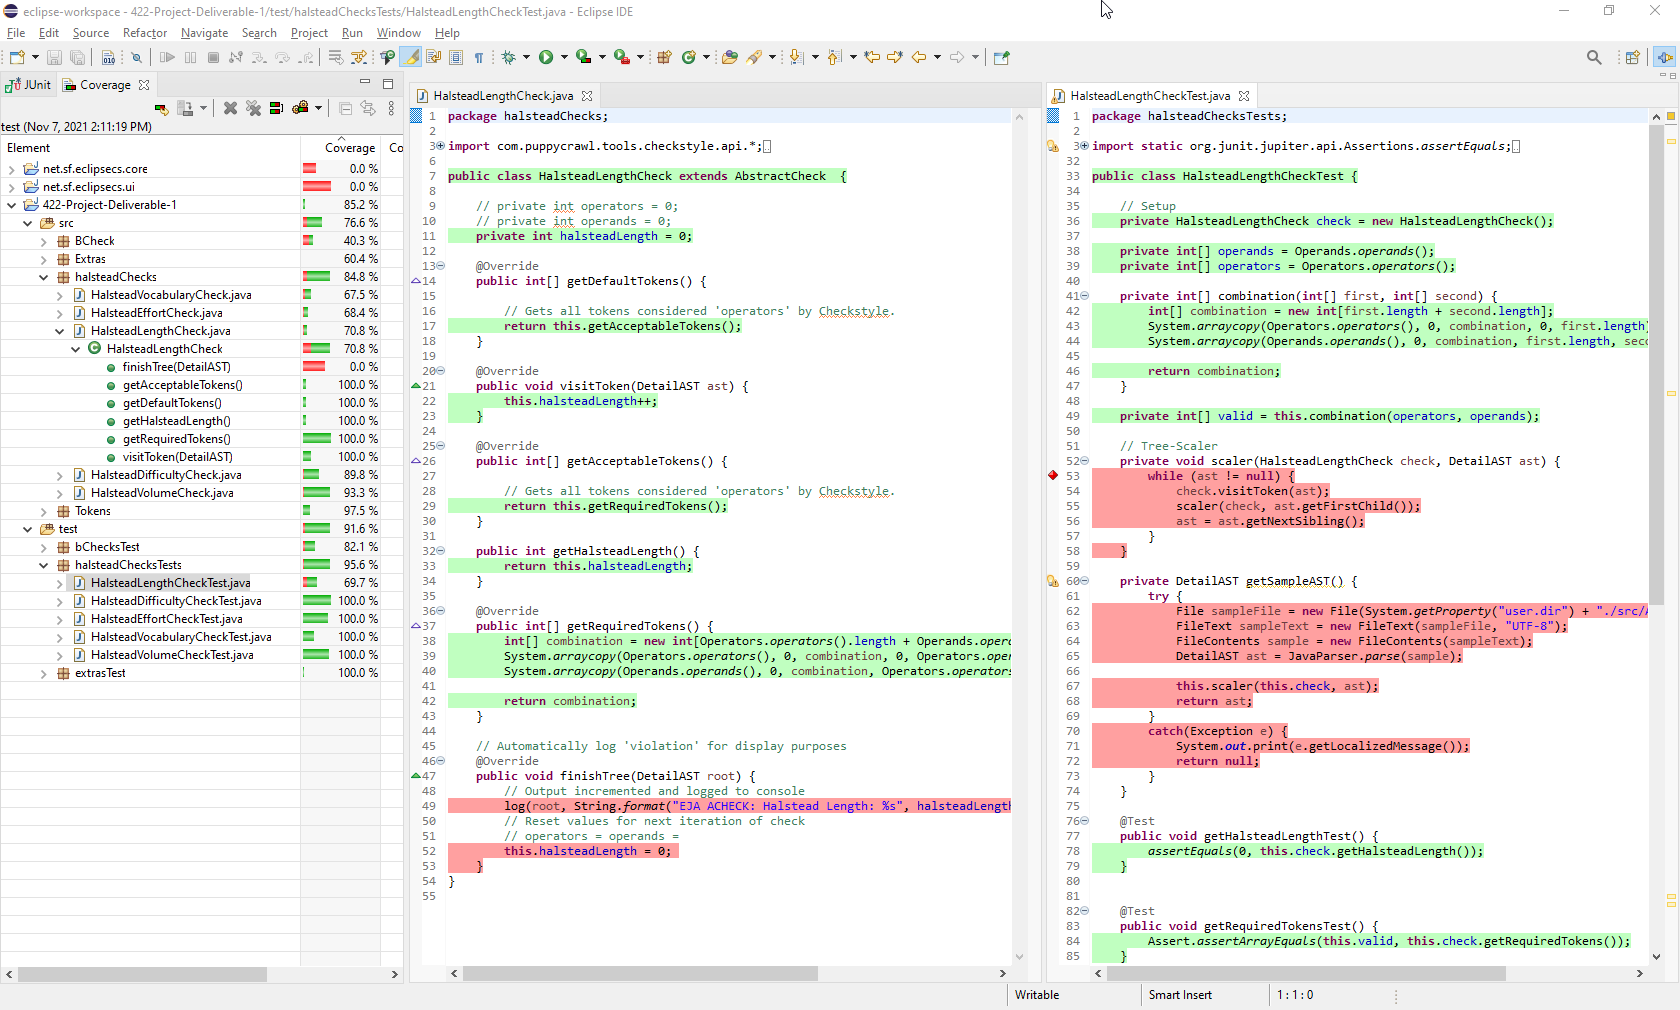 eclipse-workspace - 422-Project-Deliverable-1/test/halsteadChecksTests/HalsteadLengthCheckTest.java - Eclipse IDE
File Edit Source Refactor Navigate Search Project Run Window Help
JUnit Coverage
test (Nov 7, 2021 2:11:19 PM)
Element Coverage Co
net.sf.eclipsecs.core 0.0 %
net.sf.eclipsecs.ui 0.0 %
422-Project-Deliverable-1 85.2 %
src 76.6 %
BCheck 40.3 %
Extras 60.4 %
halsteadChecks 84.8 %
HalsteadVocabularyCheck.java 67.5 %
HalsteadEffortCheck.java 68.4 %
HalsteadLengthCheck.java 70.8 %
HalsteadLengthCheck 70.8 %
finishTree(DetailAST) 0.0 %
getAcceptableTokens() 100.0 %
getDefaultTokens() 100.0 %
getHalsteadLength() 100.0 %
getRequiredTokens() 100.0 %
visitToken(DetailAST) 100.0 %
HalsteadDifficultyCheck.java 89.8 %
HalsteadVolumeCheck.java 93.3 %
Tokens 97.5 %
test 91.6 %
bChecksTest 82.1 %
halsteadChecksTests 95.6 %
HalsteadLengthCheckTest.java 69.7 %
HalsteadDifficultyCheckTest.java 100.0 %
HalsteadEffortCheckTest.java 100.0 %
HalsteadVocabularyCheckTest.java 100.0 %
HalsteadVolumeCheckTest.java 100.0 %
extrasTest 100.0 %
HalsteadLengthCheck.java
1 package halsteadChecks;
2
3 import com.puppycrawl.tools.checkstyle.api.*;
6
7 public class HalsteadLengthCheck extends AbstractCheck {
8
9 // private int operators = 0;
10 // private int operands = 0;
11 private int halsteadLength = 0;
12
13 @Override
14 public int[] getDefaultTokens() {
15
16 // Gets all tokens considered 'operators' by Checkstyle.
17 return this.getAcceptableTokens();
18 }
19
20 @Override
21 public void visitToken(DetailAST ast) {
22 this.halsteadLength++;
23 }
24
25 @Override
26 public int[] getAcceptableTokens() {
27
28 // Gets all tokens considered 'operators' by Checkstyle.
29 return this.getRequiredTokens();
30 }
31
32 public int getHalsteadLength() {
33 return this.halsteadLength;
34 }
35
36 @Override
37 public int[] getRequiredTokens() {
38 int[] combination = new int[Operators.operators().length + Operands.opera
39 System.arraycopy(Operators.operators(), 0, combination, 0, Operators.oper
40 System.arraycopy(Operands.operands(), 0, combination, Operators.operators
41
42 return combination;
43 }
44
45 // Automatically log 'violation' for display purposes
46 @Override
47 public void finishTree(DetailAST root) {
48 // Output incremented and logged to console
49 log(root, String.format("EJA ACHECK: Halstead Length: %s", halsteadLength
50 // Reset values for next iteration of check
51 // operators = operands =
52 this.halsteadLength = 0;
53 }
54 }
55
HalsteadLengthCheckTest.java
1 package halsteadChecksTests;
2
3 import static org.junit.jupiter.api.Assertions.assertEquals;
32
33 public class HalsteadLengthCheckTest {
34
35 // Setup
36 private HalsteadLengthCheck check = new HalsteadLengthCheck();
37
38 private int[] operands = Operands.operands();
39 private int[] operators = Operators.operators();
40
41 private int[] combination(int[] first, int[] second) {
42 int[] combination = new int[first.length + second.length];
43 System.arraycopy(Operators.operators(), 0, combination, 0, first.length)
44 System.arraycopy(Operands.operands(), 0, combination, first.length, seco
45
46 return combination;
47 }
48
49 private int[] valid = this.combination(operators, operands);
50
51 // Tree-Scaler
52 private void scaler(HalsteadLengthCheck check, DetailAST ast) {
53 while (ast != null) {
54 check.visitToken(ast);
55 scaler(check, ast.getFirstChild());
56 ast = ast.getNextSibling();
57 }
58 }
59
60 private DetailAST getSampleAST() {
61 try {
62 File sampleFile = new File(System.getProperty("user.dir") + "./src/
63 FileText sampleText = new FileText(sampleFile, "UTF-8");
64 FileContents sample = new FileContents(sampleText);
65 DetailAST ast = JavaParser.parse(sample);
66
67 this.scaler(this.check, ast);
68 return ast;
69 }
70 catch(Exception e) {
71 System.out.print(e.getLocalizedMessage());
72 return null;
73 }
74 }
75
76 @Test
77 public void getHalsteadLengthTest() {
78 assertEquals(0, this.check.getHalsteadLength());
79 }
80
81
82 @Test
83 public void getRequiredTokensTest() {
84 Assert.assertArrayEquals(this.valid, this.check.getRequiredTokens());
85 }
Writable Smart Insert 1 : 1 : 0